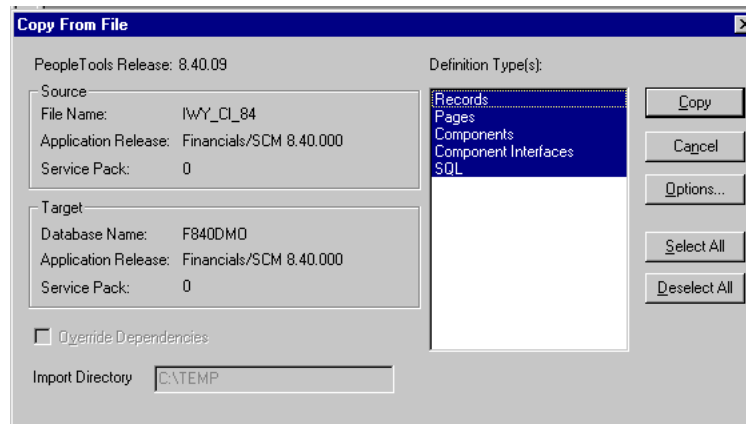 Copy From File
PeopleTools Release: 8.40.09
Source
File Name: IWY_CI_84
Application Release: Financials/SCM 8.40.000
Service Pack: 0
Target
Database Name: F840DMO
Application Release: Financials/SCM 8.40.000
Service Pack: 0
Override Dependencies
Import Directory C:\TEMP
Definition Type(s):
Records
Pages
Components
Component Interfaces
SQL
Copy
Cancel
Options...
Select All
Deselect All